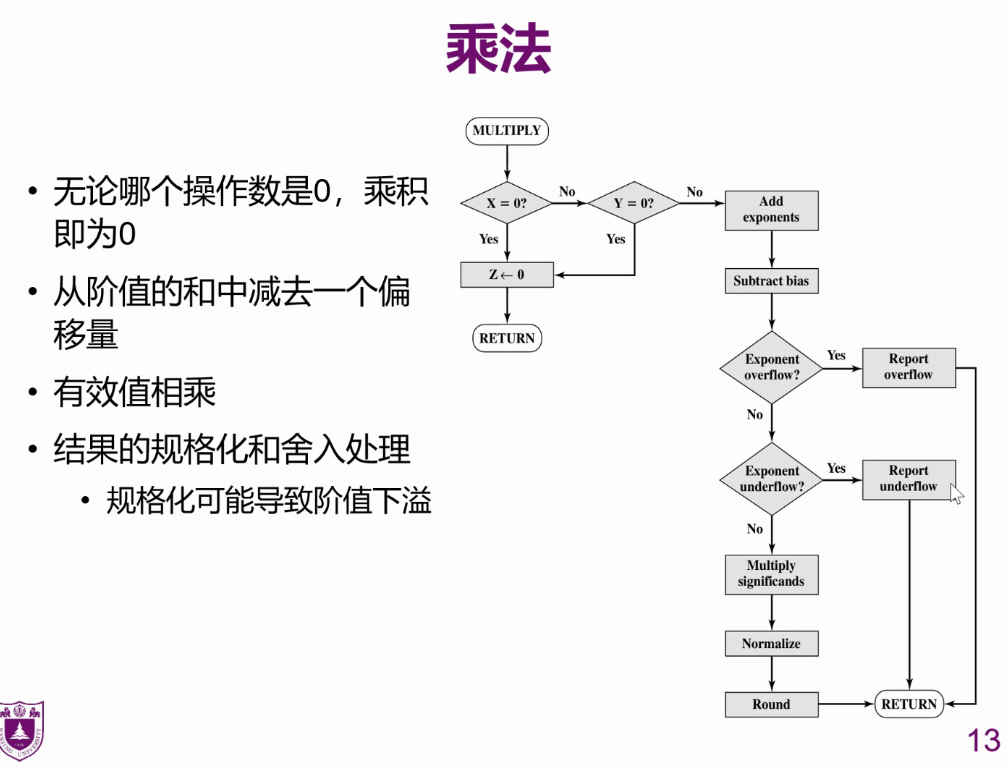 乘法
• 无论哪个操作数是0，乘积
即为0
• 从阶值的和中减去一个偏
移量
• 有效值相乘
• 结果的规格化和舍入处理
• 规格化可能导致阶值下溢
MULTIPLY
X = 0?
No
Y = 0?
No
Add
exponents
Yes
Yes
Z ← 0
Subtract bias
RETURN
Exponent
overflow?
Yes
Report
overflow
No
Exponent
underflow?
Yes
Report
underflow
No
Multiply
significands
Normalize
Round
RETURN
13